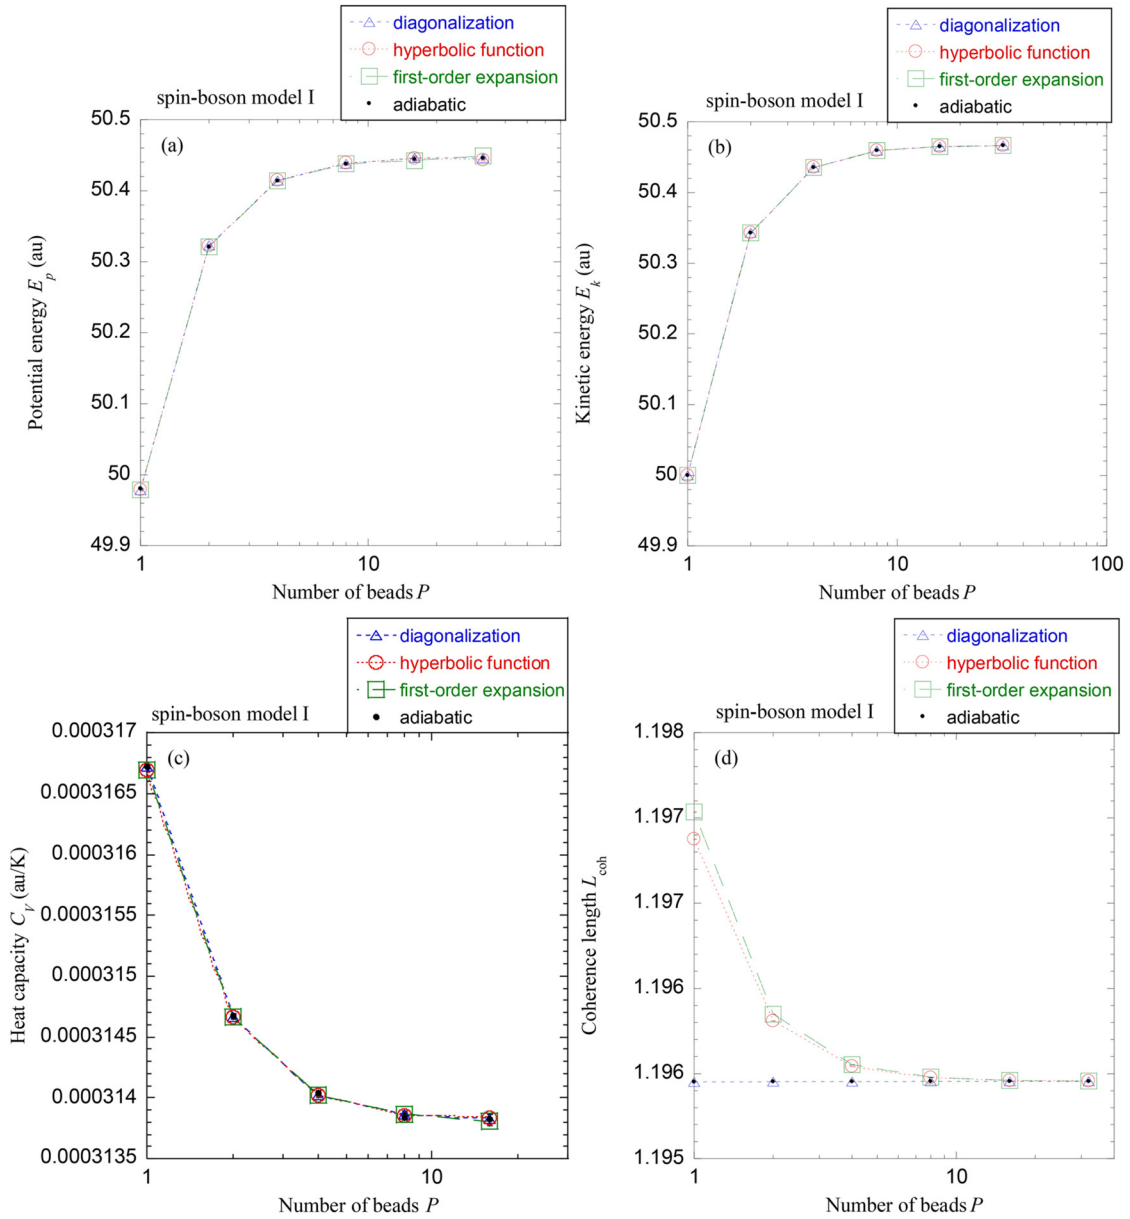 diagonalization
hyperbolic function
first-order expansion
adiabatic
spin-boson model I
(a)
50.5
50.4
50.3
50.2
50.1
50
49.9
Potential energy E_p (au)
1
10
Number of beads P
diagonalization
hyperbolic function
first-order expansion
adiabatic
spin-boson model I
(b)
50.5
50.4
50.3
50.2
50.1
50
49.9
Kinetic energy E_k (au)
1
10
100
Number of beads P
diagonalization
hyperbolic function
first-order expansion
adiabatic
spin-boson model I
(c)
0.000317
0.0003165
0.000316
0.0003155
0.000315
0.0003145
0.000314
0.0003135
Heat capacity C_V (au/K)
1
10
Number of beads P
diagonalization
hyperbolic function
first-order expansion
adiabatic
spin-boson model I
(d)
1.198
1.197
1.197
1.196
1.196
1.195
Coherence length L_coh
1
10
Number of beads P